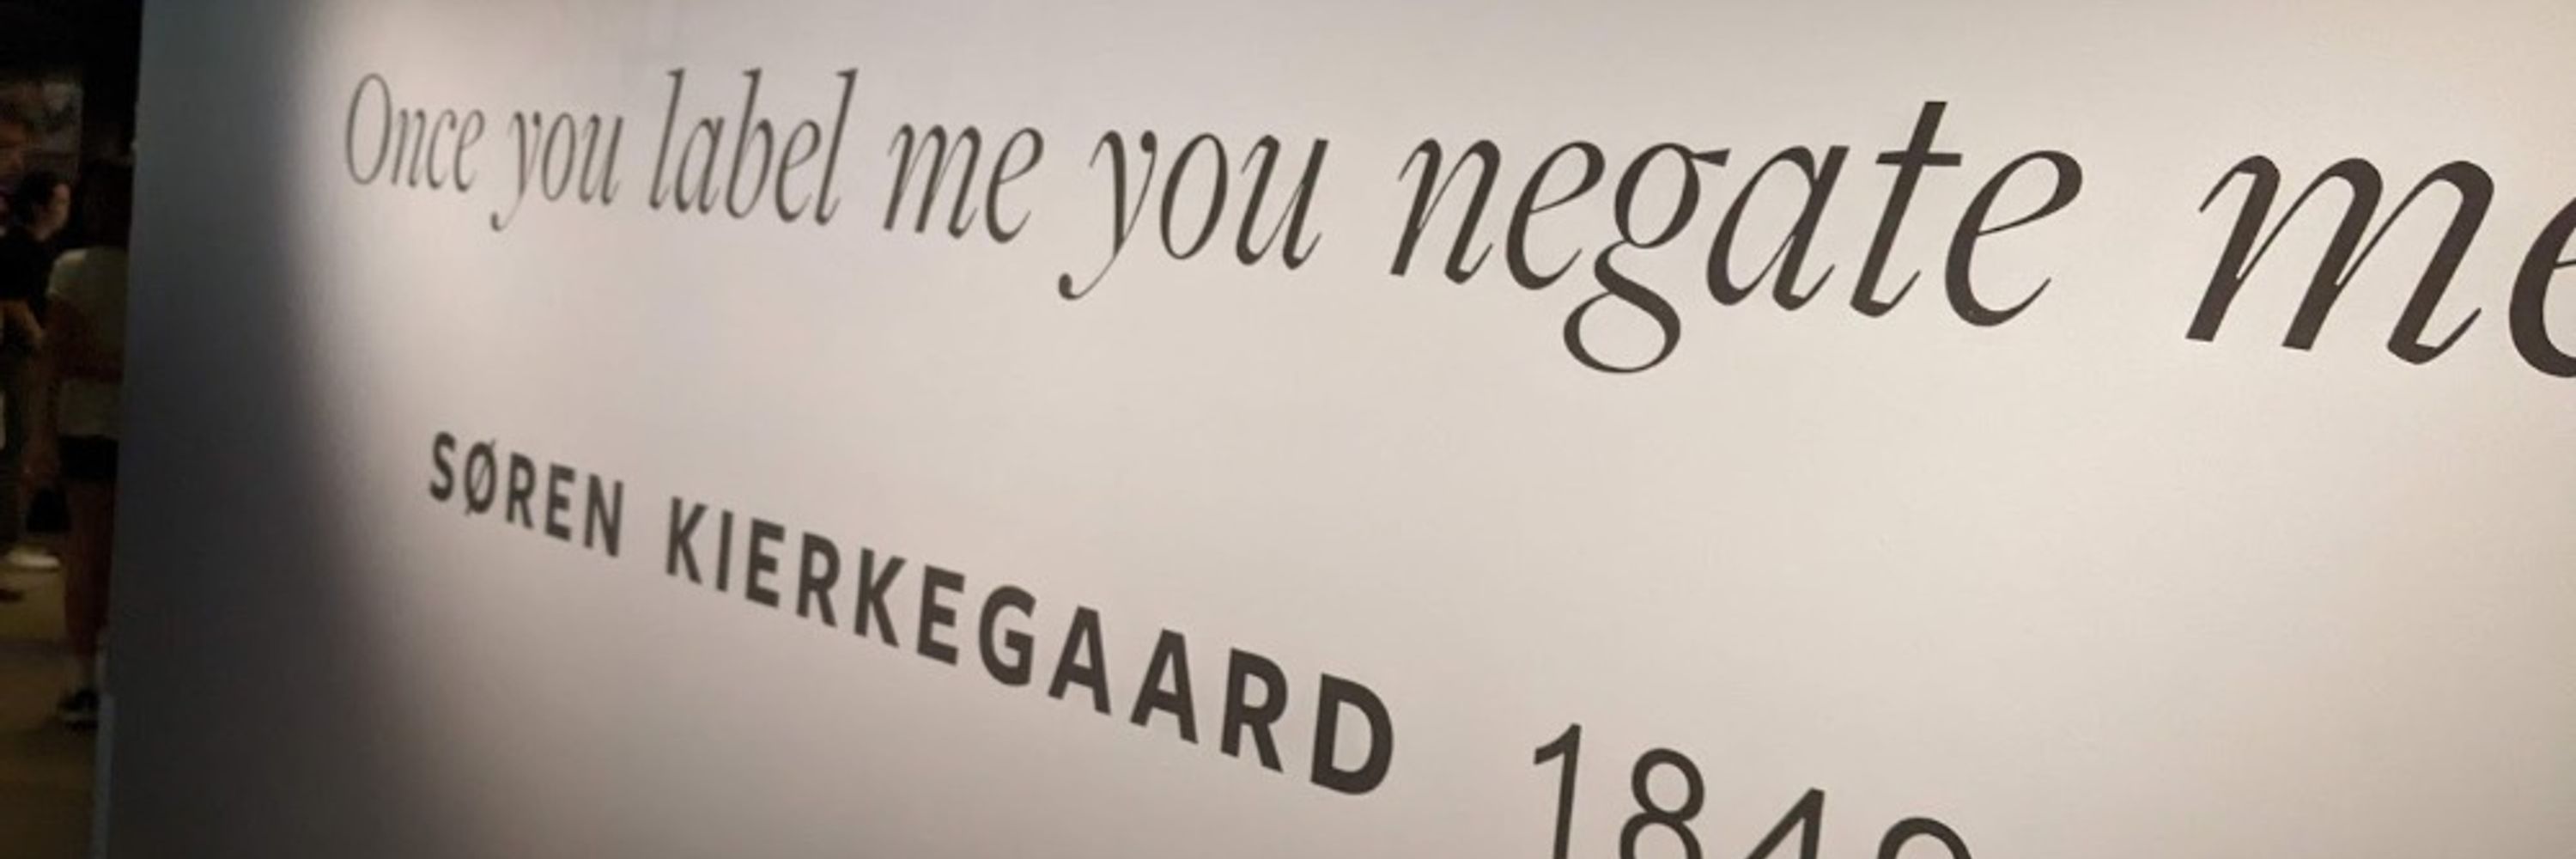 Once you label me you negate me
SØREN KIERKEGAARD